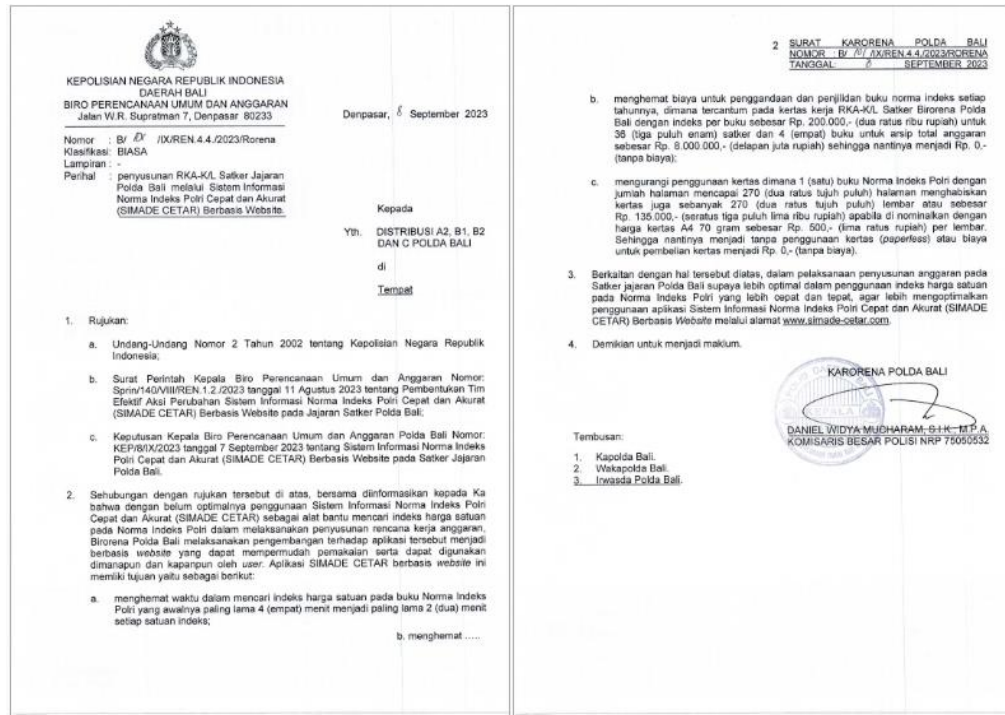 KEPOLISIAN NEGARA REPUBLIK INDONESIA
DAERAH BALI
BIRO PERENCANAAN UMUM DAN ANGGARAN
Jalan W.R. Supratman 7, Denpasar 80233
Denpasar, 8 September 2023
Nomor : B/ /IX/REN.4.4./2023/Rorena
Klasifikasi: BIASA
Lampiran : -
Perihal : penyusunan RKA-K/L Satker Jajaran
Polda Bali melalui Sistem Informasi
Norma Indeks Polri Cepat dan Akurat
(SIMADE CETAR) Berbasis Website.
Kepada
Yth. DISTRIBUSI A2, B1, B2
DAN C POLDA BALI
di
Tempat
1. Rujukan:
a. Undang-Undang Nomor 2 Tahun 2002 tentang Kepolisian Negara Republik
Indonesia;
b. Surat Perintah Kepala Biro Perencanaan Umum dan Anggaran Nomor:
Sprin/140/VIII/REN.1.2./2023 tanggal 11 Agustus 2023 tentang Pembentukan Tim
Efektif Aksi Perubahan Sistem Informasi Norma Indeks Polri Cepat dan Akurat
(SIMADE CETAR) Berbasis Website pada Jajaran Satker Polda Bali;
c. Keputusan Kepala Biro Perencanaan Umum dan Anggaran Polda Bali Nomor:
KEP/8/IX/2023 tanggal 7 September 2023 tentang Sistem Informasi Norma Indeks
Polri Cepat dan Akurat (SIMADE CETAR) Berbasis Website pada Satker Jajaran
Polda Bali.
2. Sehubungan dengan rujukan tersebut di atas, bersama diinformasikan kepada Ka
bahwa dengan belum optimalnya penggunaan Sistem Informasi Norma Indeks Polri
Cepat dan Akurat (SIMADE CETAR) sebagai alat bantu mencari indeks harga satuan
pada Norma Indeks Polri dalam melaksanakan penyusunan rencana kerja anggaran,
Birorena Polda Bali melaksanakan pengembangan terhadap aplikasi tersebut menjadi
berbasis website yang dapat mempermudah pemakaian serta dapat digunakan
dimanapun dan kapanpun oleh user. Aplikasi SIMADE CETAR berbasis website ini
memliki tujuan yaitu sebagai berikut:
a. menghemat waktu dalam mencari indeks harga satuan pada buku Norma Indeks
Polri yang awalnya paling lama 4 (empat) menit menjadi paling lama 2 (dua) menit
setiap satuan indeks;
b. menghemat .....
2 SURAT KARORENA POLDA BALI
NOMOR : B/ /IX/REN.4.4./2023/RORENA
TANGGAL: 8 SEPTEMBER 2023
b. menghemat biaya untuk penggandaan dan penjilidan buku norma indeks setiap
tahunnya, dimana tercantum pada kertas kerja RKA-K/L Satker Birorena Polda
Bali dengan indeks per buku sebesar Rp. 200.000,- (dua ratus ribu rupiah) untuk
36 (tiga puluh enam) satker dan 4 (empat) buku untuk arsip total anggaran
sebesar Rp. 8.000.000,- (delapan juta rupiah) sehingga nantinya menjadi Rp. 0,-
(tanpa biaya);
c. mengurangi penggunaan kertas dimana 1 (satu) buku Norma Indeks Polri dengan
jumlah halaman mencapai 270 (dua ratus tujuh puluh) halaman menghabiskan
kertas juga sebanyak 270 (dua ratus tujuh puluh) lembar atau sebesar
Rp. 135.000,- (seratus tiga puluh lima ribu rupiah) apabila di nominalkan dengan
harga kertas A4 70 gram sebesar Rp. 500,- (lima ratus rupiah) per lembar.
Sehingga nantinya menjadi tanpa penggunaan kertas (paperless) atau biaya
untuk pembelian kertas menjadi Rp. 0,- (tanpa biaya).
3. Berkaitan dengan hal tersebut diatas, dalam pelaksanaan penyusunan anggaran pada
Satker jajaran Polda Bali supaya lebih optimal dalam penggunaan indeks harga satuan
pada Norma Indeks Polri yang lebih cepat dan tepat, agar lebih mengoptimalkan
penggunaan aplikasi Sistem Informasi Norma Indeks Polri Cepat dan Akurat (SIMADE
CETAR) Berbasis Website melalui alamat www.simade-cetar.com.
4. Demikian untuk menjadi maklum.
KARORENA POLDA BALI
KEPALA
DANIEL WIDYA MUCHARAM, S.I.K., M.P.A.
KOMISARIS BESAR POLISI NRP 75050532
Tembusan:
1. Kapolda Bali.
2. Wakapolda Bali.
3. Irwasda Polda Bali.